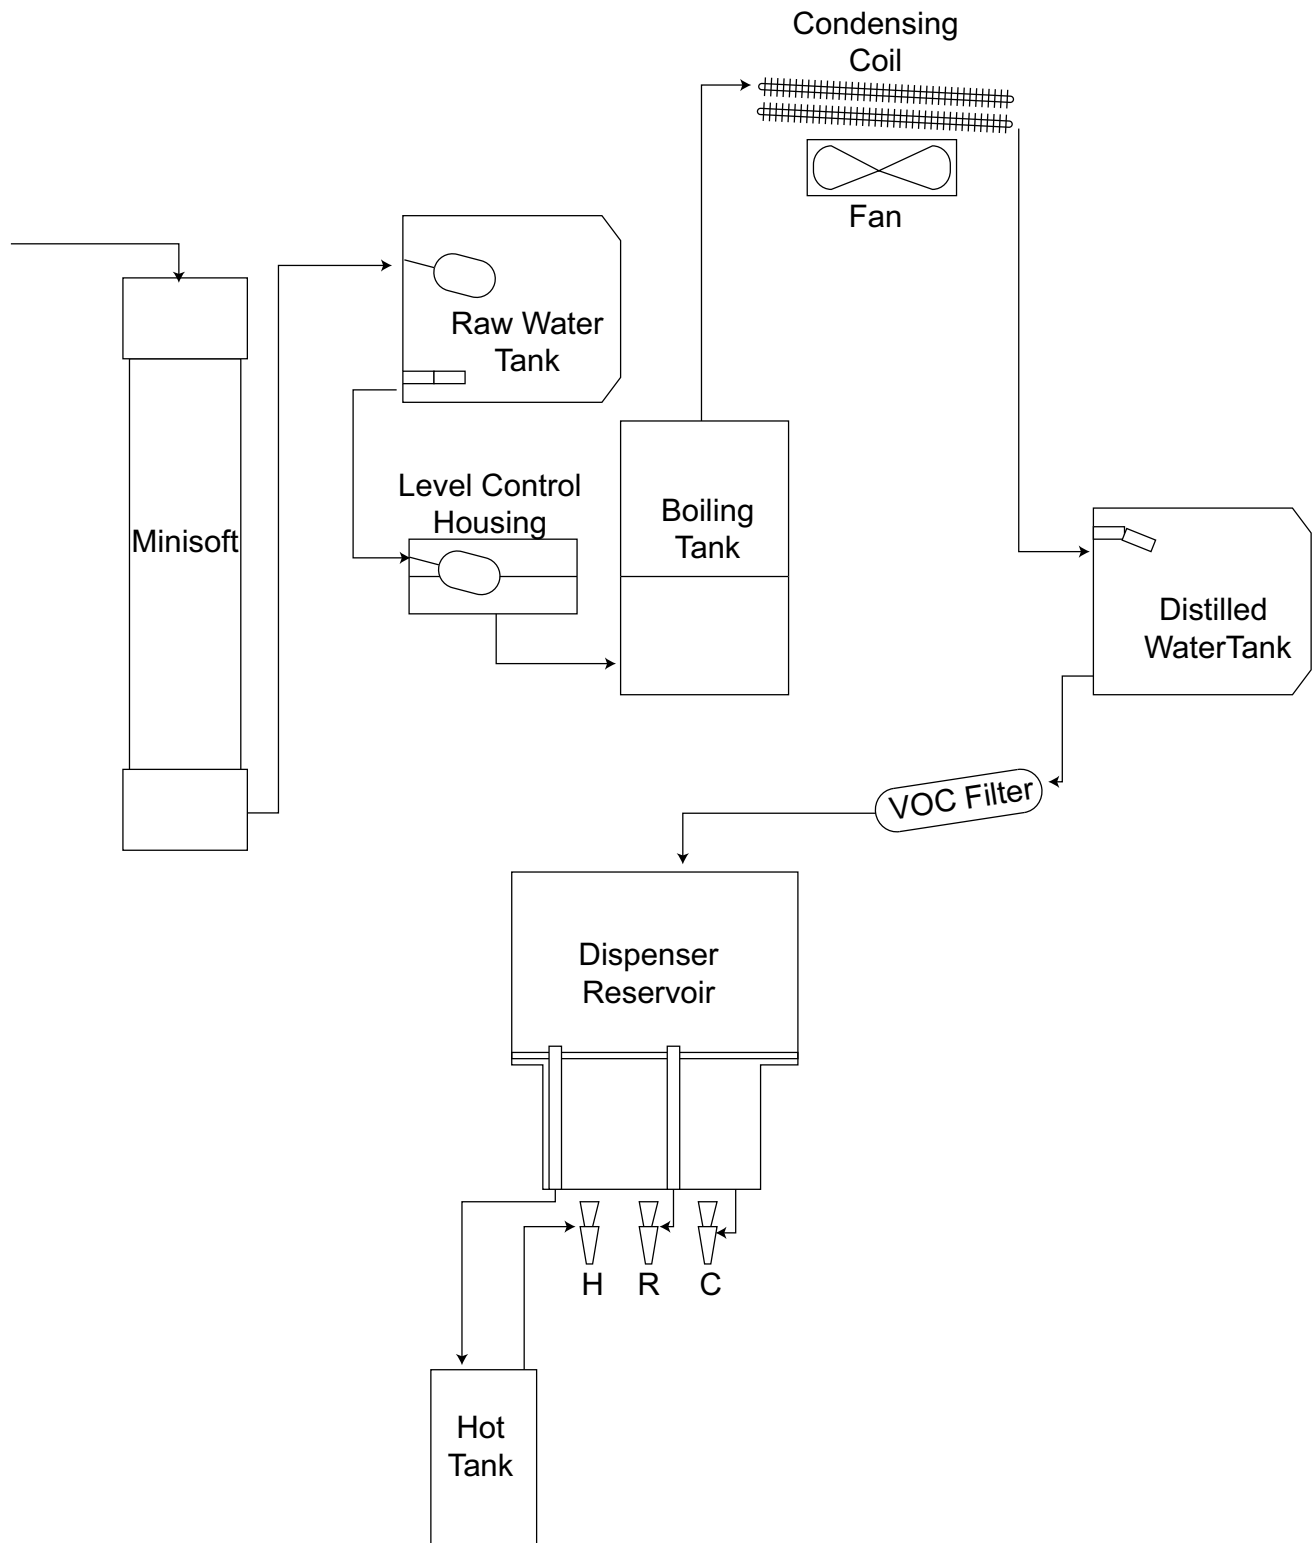 Condensing
Coil
Fan
Raw Water
Tank
Level Control
Housing
Boiling
Tank
Minisoft
Distilled
WaterTank
VOC Filter
Dispenser
Reservoir
H R C
Hot
Tank